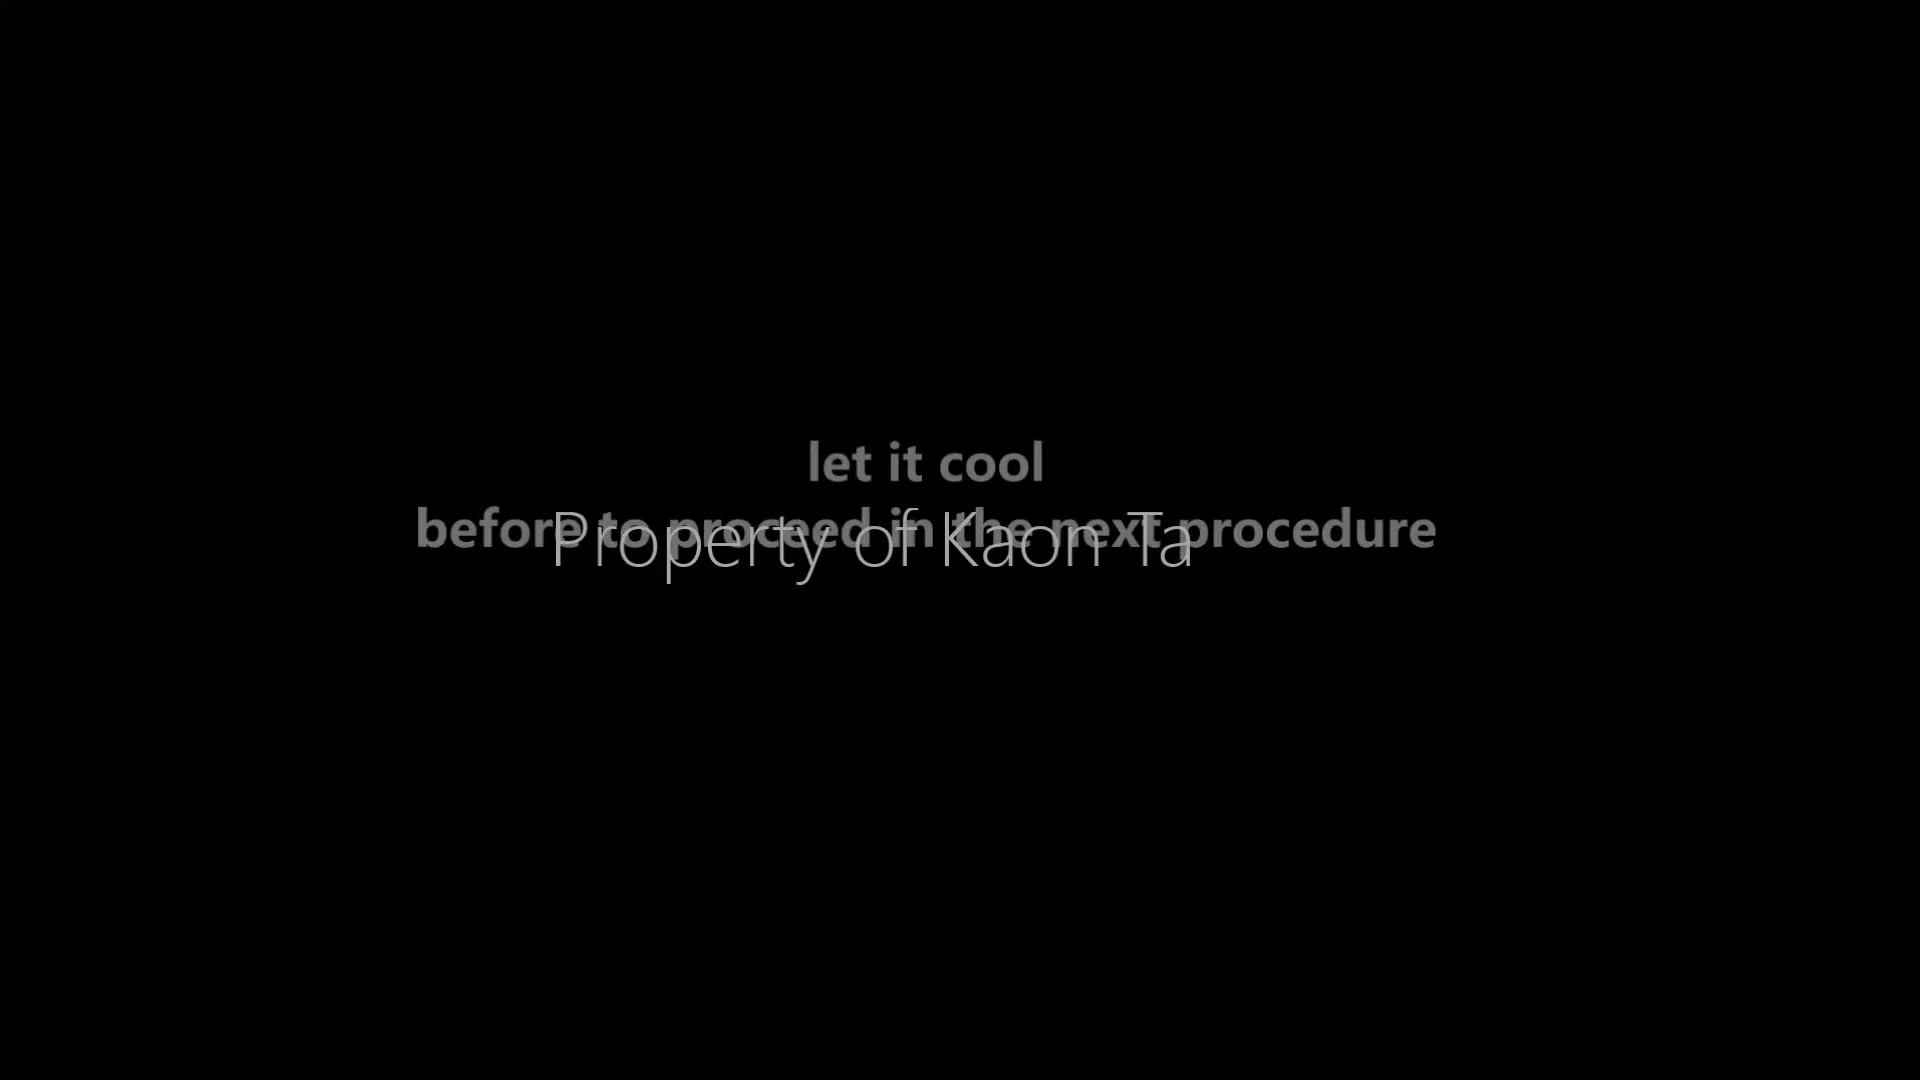 let it cool
before to proceed in the next procedure
Property of Kaon Ta